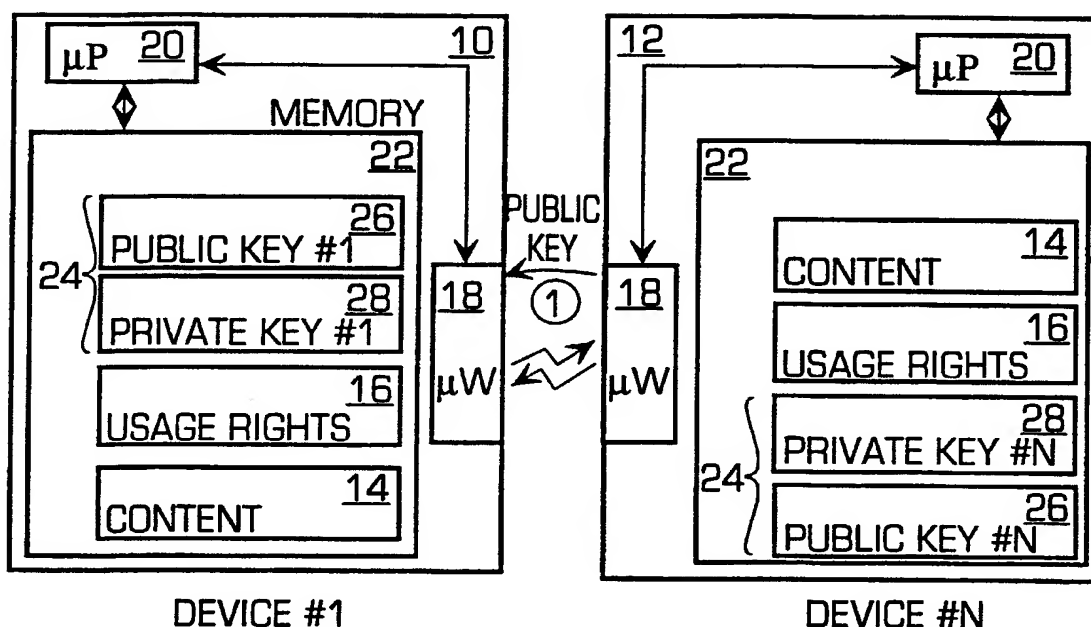 μP 20
10
MEMORY
22
24
26
PUBLIC KEY #1
28
PRIVATE KEY #1
16
USAGE RIGHTS
14
CONTENT
18
μW
DEVICE #1
PUBLIC
KEY
1
12
μP 20
22
18
μW
14
CONTENT
16
USAGE RIGHTS
24
28
PRIVATE KEY #N
26
PUBLIC KEY #N
DEVICE #N